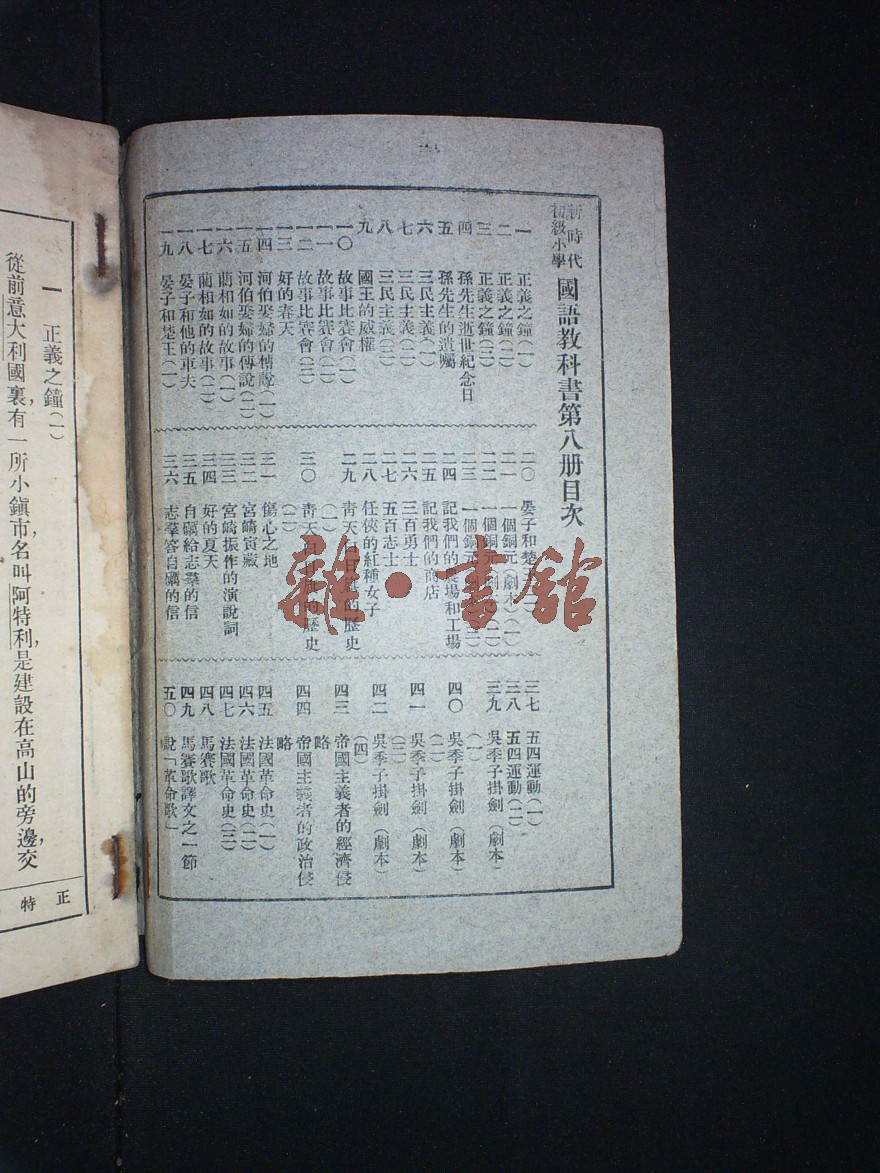 新時代
初級小學
國語教科書第八册目次
一 正義之鐘(一)
二 正義之鐘(二)
三 正義之鐘(三)
四 孫先生逝世紀念日
五 孫先生的遺囑
六 三民主義(一)
七 三民主義(二)
八 三民主義(三)
九 國王的威權
一〇 故事比賽會(一)
一一 故事比賽會(二)
一二 故事比賽會(三)
一三 好的春天
一四 河伯娶婦的傳說(一)
一五 河伯娶婦的傳說(二)
一六 藺相如的故事(一)
一七 藺相如的故事(二)
一八 晏子和他的車夫
一九 晏子和楚王(一)
二〇 晏子和楚王(二)
二一 一個銅元(劇本)(一)
二二 一個銅元(劇本)(二)
二三 一個銅元(劇本)(三)
二四 記我們的農場和工場
二五 記我們的商店
二六 三百勇士
二七 五百志士
二八 任俠的紅種女子
二九 靑天白日旗的歷史
(一)
三〇 靑天白日旗的歷史
(二)
三一 傷心之地
三二 宮崎寅藏
三三 宮崎振作的演說詞
三四 好的夏天
三五 自礪給志羣的信
三六 志羣答自礪的信
三七 五四運動(一)
三八 五四運動(二)
三九 吳季子掛劍(劇本)
(一)
四〇 吳季子掛劍(劇本)
(二)
四一 吳季子掛劍(劇本)
(三)
四二 吳季子掛劍(劇本)
(四)
四三 帝國主義者的經濟侵
略
四四 帝國主義者的政治侵
略
四五 法國革命史(一)
四六 法國革命史(二)
四七 法國革命史(三)
四八 馬賽歌
四九 馬賽歌譯文之一節
五〇 說「革命歌」
雜·書館
一 正義之鐘(一)
從前意大利國裏,有一所小鎭市,名叫阿特利,是建設在高山的旁邊,交
正
特